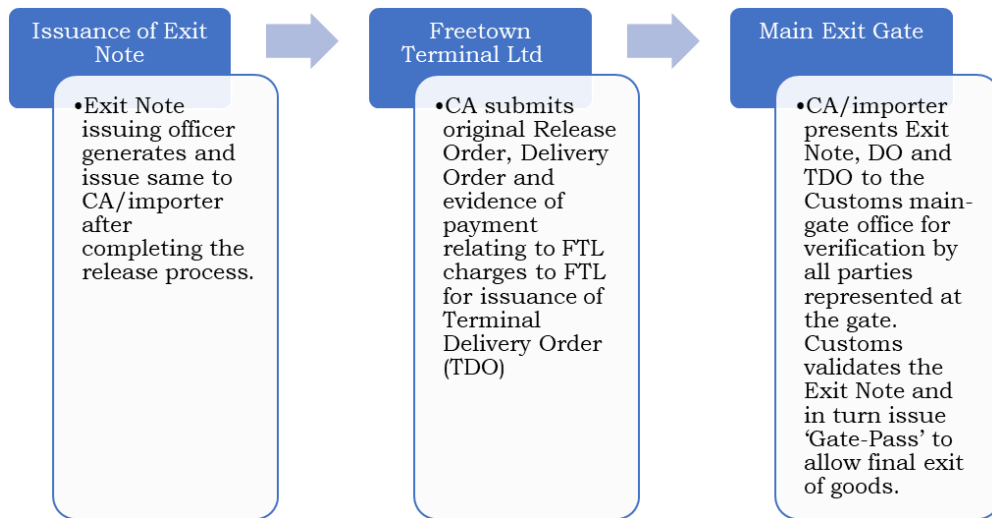 Issuance of Exit
Note
•Exit Note
issuing officer
generates and
issue same to
CA/importer
after
completing the
release process.
Freetown
Terminal Ltd
•CA submits
original Release
Order, Delivery
Order and
evidence of
payment
relating to FTL
charges to FTL
for issuance of
Terminal
Delivery Order
(TDO)
Main Exit Gate
•CA/importer
presents Exit
Note, DO and
TDO to the
Customs main-
gate office for
verification by
all parties
represented at
the gate.
Customs
validates the
Exit Note and
in turn issue
‘Gate-Pass’ to
allow final exit
of goods.